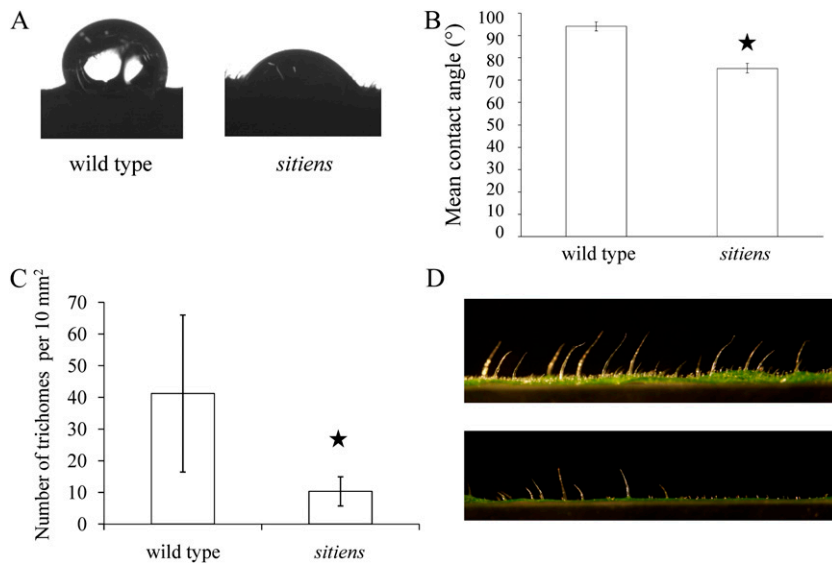 A
wild type
sitiens
B
Mean contact angle (°)
100
90
80
70
60
50
40
30
20
10
0
wild type
sitiens
★
C
Number of trichomes per 10 mm²
70
60
50
40
30
20
10
0
wild type
sitiens
★
D